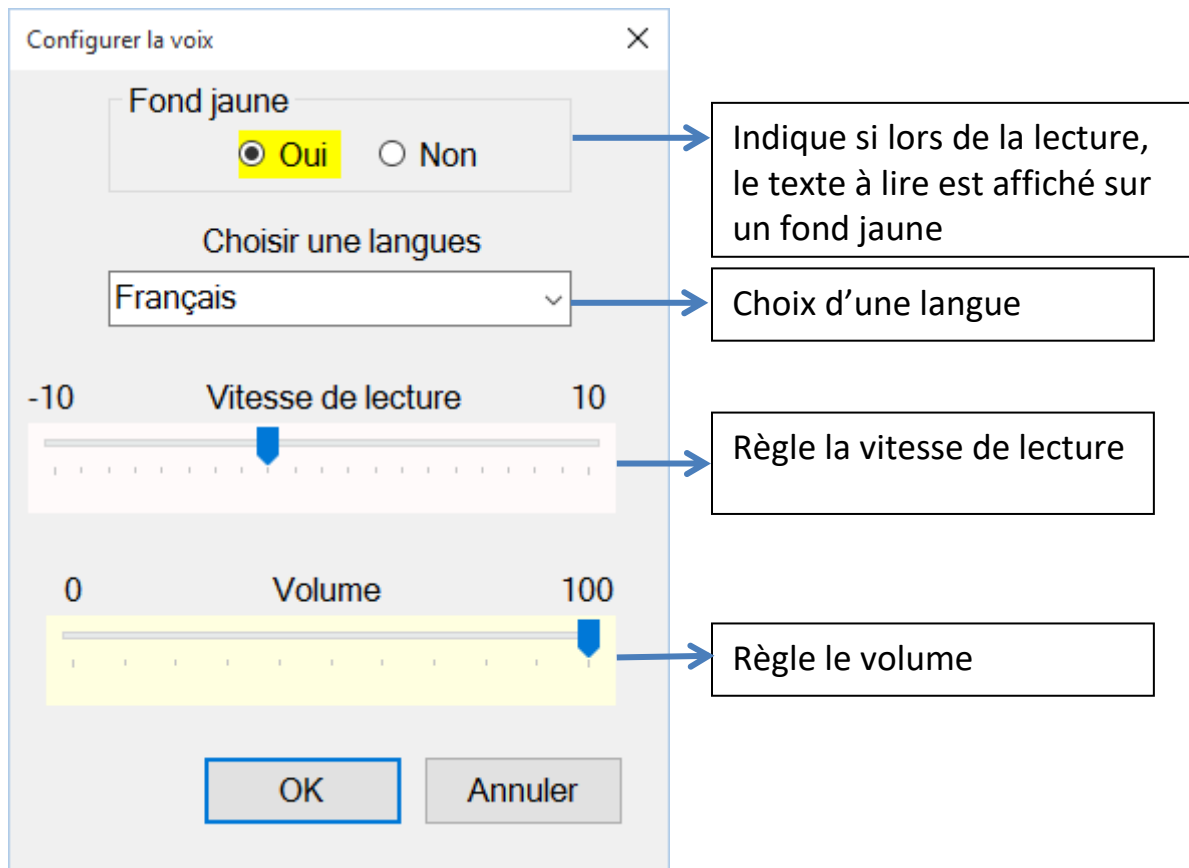 Configurer la voix
Fond jaune
Oui Non
Indique si lors de la lecture,
le texte à lire est affiché sur
un fond jaune
Choisir une langues
Français
Choix d’une langue
-10 Vitesse de lecture 10
Règle la vitesse de lecture
0 Volume 100
Règle le volume
OK Annuler